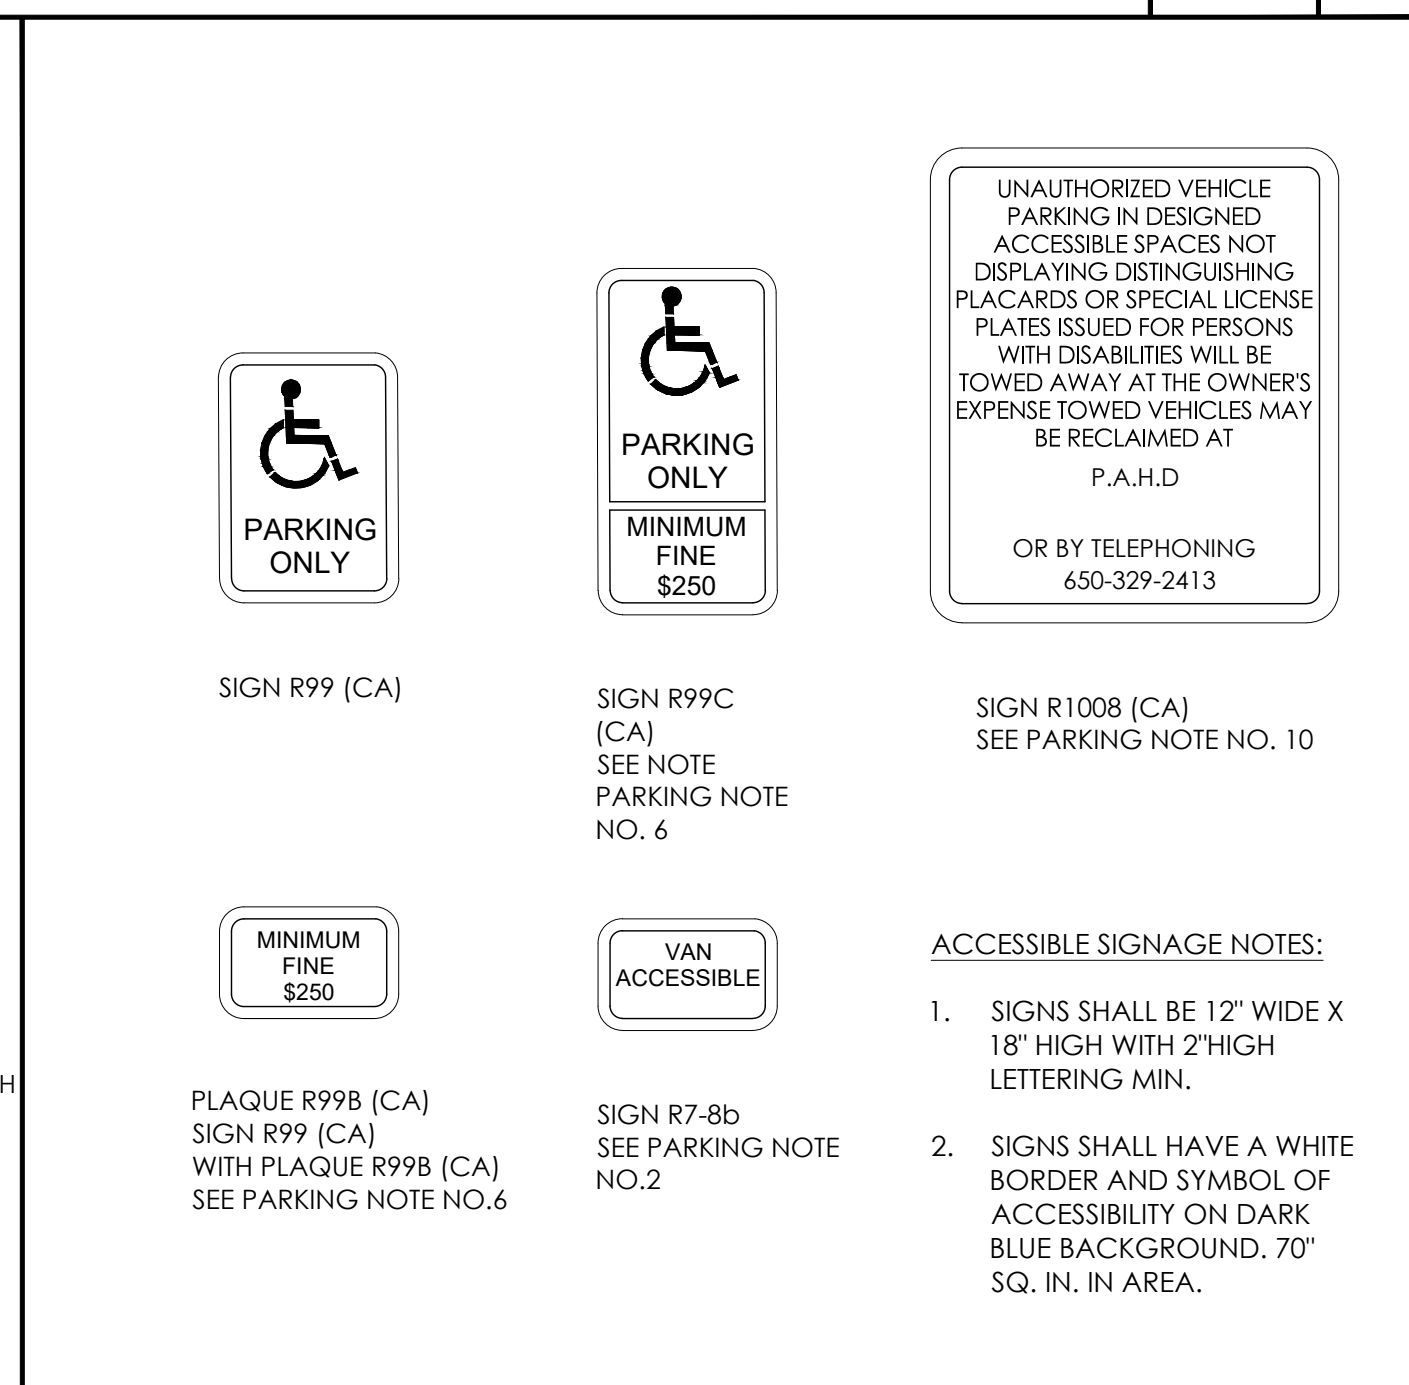 PARKING
ONLY
SIGN R99 (CA)
PARKING
ONLY
MINIMUM
FINE
$250
SIGN R99C
(CA)
SEE NOTE
PARKING NOTE
NO. 6
UNAUTHORIZED VEHICLE
PARKING IN DESIGNED
ACCESSIBLE SPACES NOT
DISPLAYING DISTINGUISHING
PLACARDS OR SPECIAL LICENSE
PLATES ISSUED FOR PERSONS
WITH DISABILITIES WILL BE
TOWED AWAY AT THE OWNER'S
EXPENSE TOWED VEHICLES MAY
BE RECLAIMED AT
P.A.H.D
OR BY TELEPHONING
650-329-2413
SIGN R1008 (CA)
SEE PARKING NOTE NO. 10
MINIMUM
FINE
$250
H
PLAQUE R99B (CA)
SIGN R99 (CA)
WITH PLAQUE R99B (CA)
SEE PARKING NOTE NO.6
VAN
ACCESSIBLE
SIGN R7-8b
SEE PARKING NOTE
NO.2
ACCESSIBLE SIGNAGE NOTES:
1. SIGNS SHALL BE 12" WIDE X
18" HIGH WITH 2"HIGH
LETTERING MIN.
2. SIGNS SHALL HAVE A WHITE
BORDER AND SYMBOL OF
ACCESSIBILITY ON DARK
BLUE BACKGROUND. 70"
SQ. IN. IN AREA.